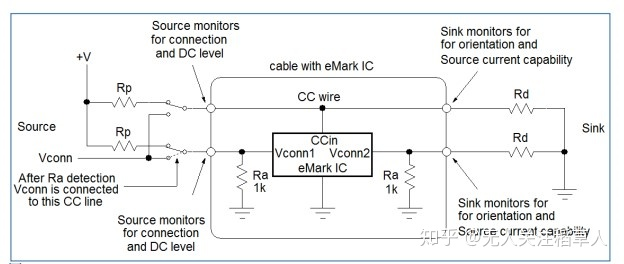 Source monitors
for connection
and DC level
Sink monitors for
for orientation and
Source current capability
+V
cable with eMark IC
Rp
CC wire
Rd
Source
Rp
CCin
Rd
Sink
Vconn
Vconn1 Vconn2
eMark IC
After Ra detection
Vconn is connected
to this CC line
Ra
1k
Ra
1k
Source monitors
for connection
and DC level
Sink monitors for
for orientation and
Source current capability
知乎 @无人关注稻草人